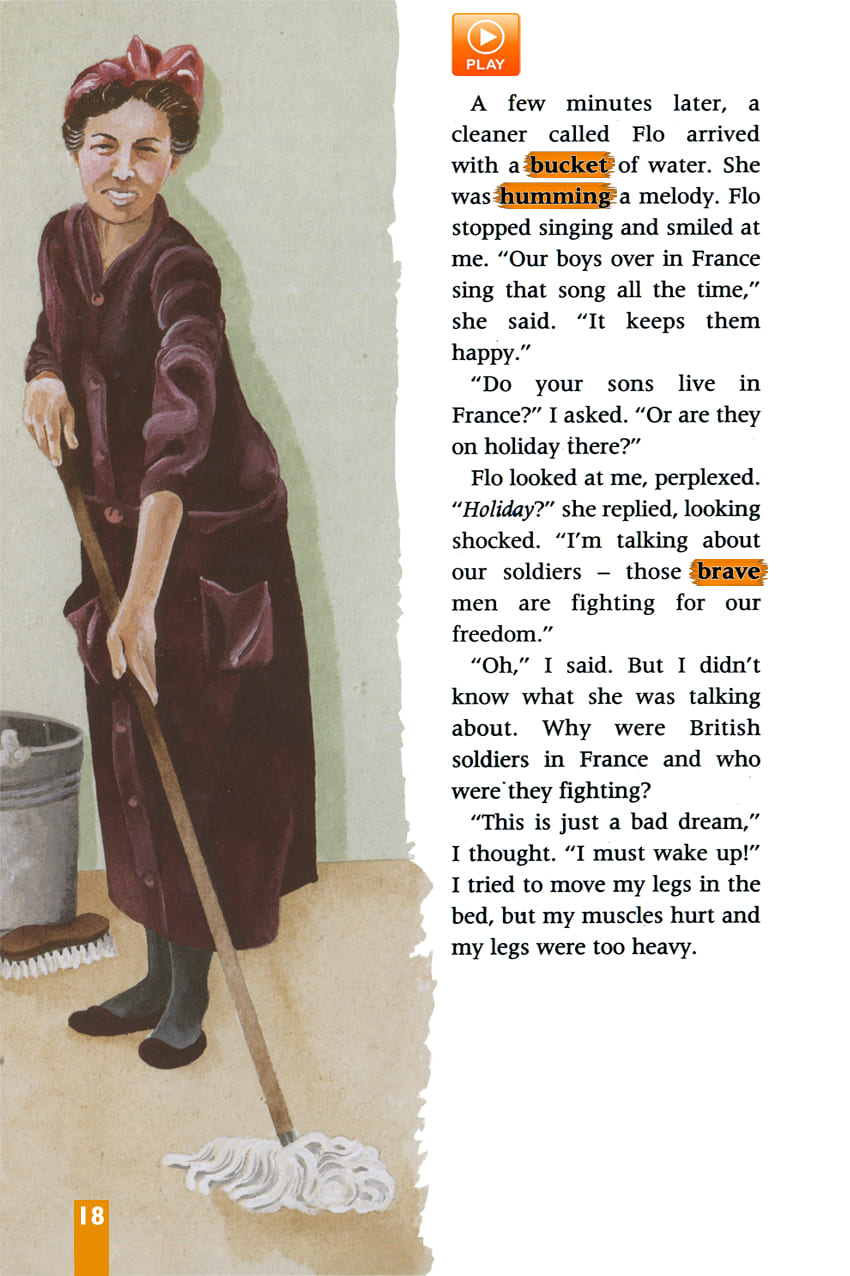 PLAY
A few minutes later, a
cleaner called Flo arrived
with a bucket of water. She
was humming a melody. Flo
stopped singing and smiled at
me. “Our boys over in France
sing that song all the time,”
she said. “It keeps them
happy.”
“Do your sons live in
France?” I asked. “Or are they
on holiday there?”
Flo looked at me, perplexed.
“Holiday?” she replied, looking
shocked. “I’m talking about
our soldiers – those brave
men are fighting for our
freedom.”
“Oh,” I said. But I didn’t
know what she was talking
about. Why were British
soldiers in France and who
were they fighting?
“This is just a bad dream,”
I thought. “I must wake up!”
I tried to move my legs in the
bed, but my muscles hurt and
my legs were too heavy.
18